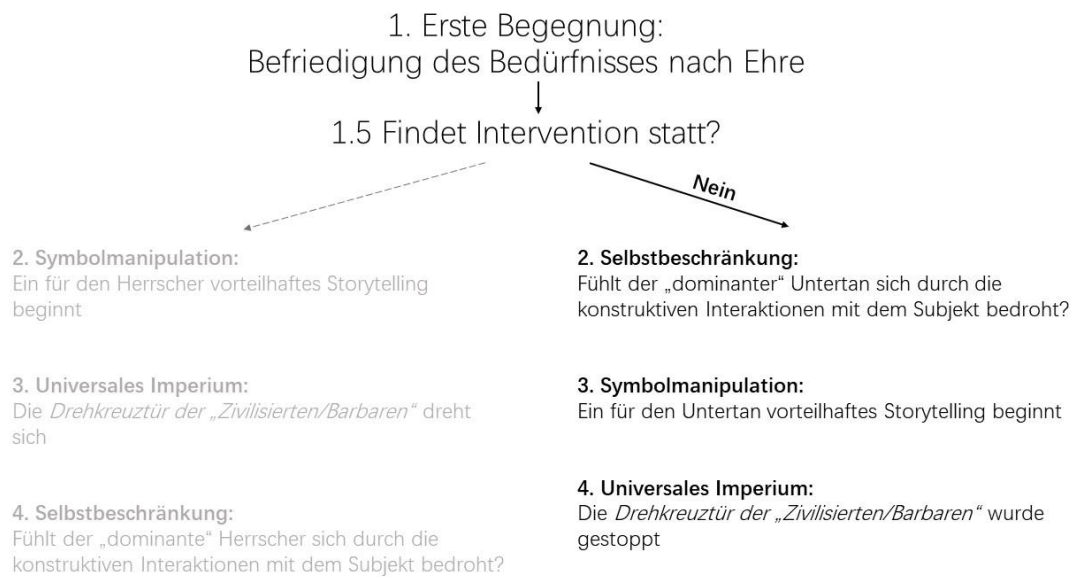 1. Erste Begegnung:
Befriedigung des Bedürfnisses nach Ehre
1.5 Findet Intervention statt?
Nein
2. Symbolmanipulation:
Ein für den Herrscher vorteilhaftes Storytelling
beginnt
3. Universales Imperium:
Die Drehkreuztür der „Zivilisierten/Barbaren“ dreht
sich
4. Selbstbeschränkung:
Fühlt der „dominante“ Herrscher sich durch die
konstruktiven Interaktionen mit dem Subjekt bedroht?
2. Selbstbeschränkung:
Fühlt der „dominanter“ Untertan sich durch die
konstruktiven Interaktionen mit dem Subjekt bedroht?
3. Symbolmanipulation:
Ein für den Untertan vorteilhaftes Storytelling beginnt
4. Universales Imperium:
Die Drehkreuztür der „Zivilisierten/Barbaren“ wurde
gestoppt